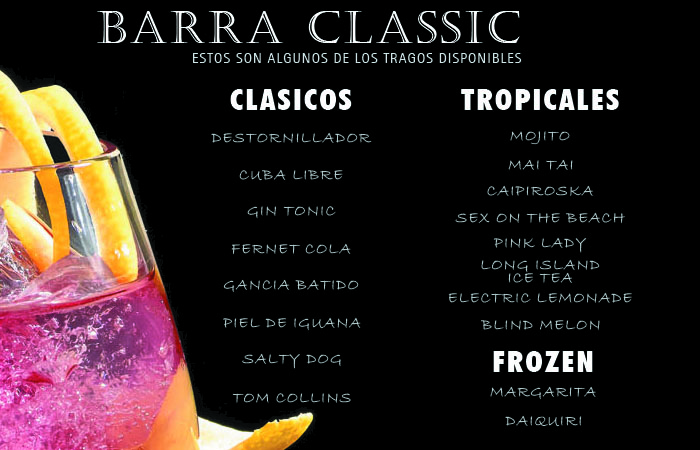 BARRA CLASSIC
ESTOS SON ALGUNOS DE LOS TRAGOS DISPONIBLES
CLASICOS
DESTORNILLADOR
CUBA LIBRE
GIN TONIC
FERNET COLA
GANCIA BATIDO
PIEL DE IGUANA
SALTY DOG
TOM COLLINS
TROPICALES
MOJITO
MAI TAI
CAIPIROSKA
SEX ON THE BEACH
PINK LADY
LONG ISLAND
ICE TEA
ELECTRIC LEMONADE
BLIND MELON
FROZEN
MARGARITA
DAIQUIRI